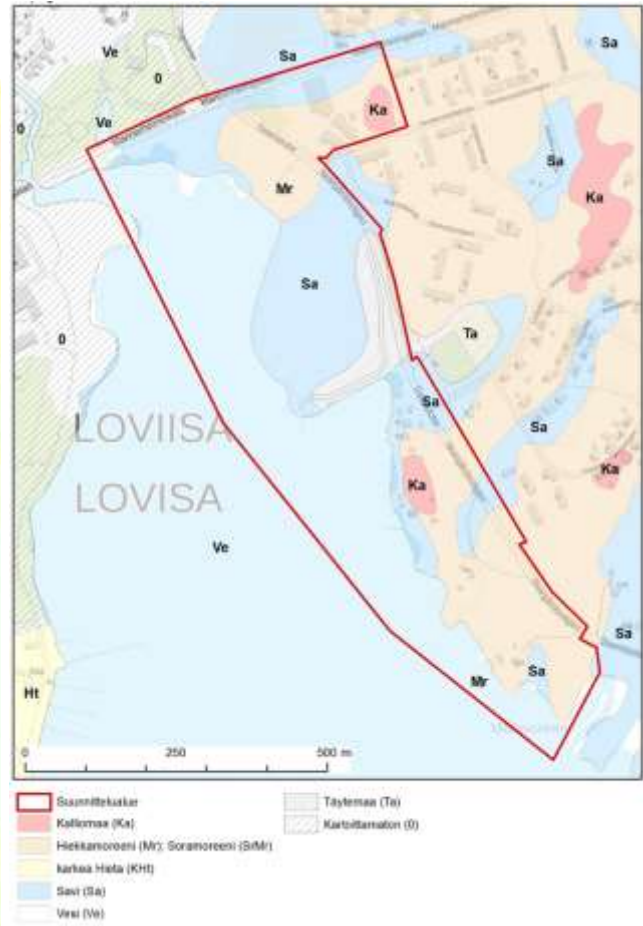 Ve
Sa
Sa
0
Ve
0
Ka
Sa
Ka
Mr
Sa
Ta
0
Sa
Sa
LOVIISA
LOVISA
Ka
Ka
Ve
Sa
Sa
Mr
Ht
0 250 500 m
Suunnittelualue
Kalliomaa (Ka)
Hiekkamoreeni (Mr); Soramoreeni (SrMr)
karkea Hieta (KHt)
Savi (Sa)
Vesi (Ve)
Täytemaa (Ta)
Kartoittamaton (0)